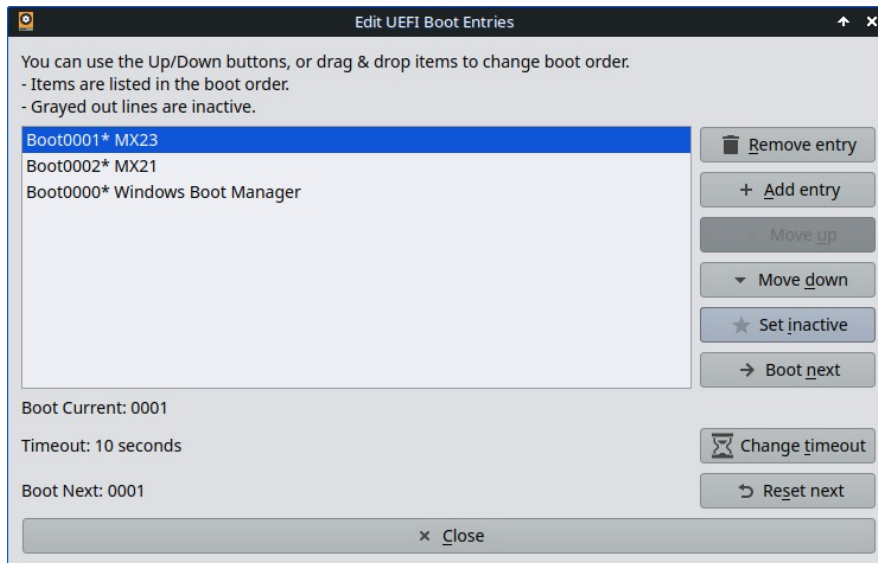 Edit UEFI Boot Entries
You can use the Up/Down buttons, or drag & drop items to change boot order.
- Items are listed in the boot order.
- Grayed out lines are inactive.
Boot0001* MX23
Boot0002* MX21
Boot0000* Windows Boot Manager
Remove entry
+ Add entry
Move up
Move down
Set inactive
Boot next
Boot Current: 0001
Timeout: 10 seconds
Change timeout
Boot Next: 0001
Reset next
Close